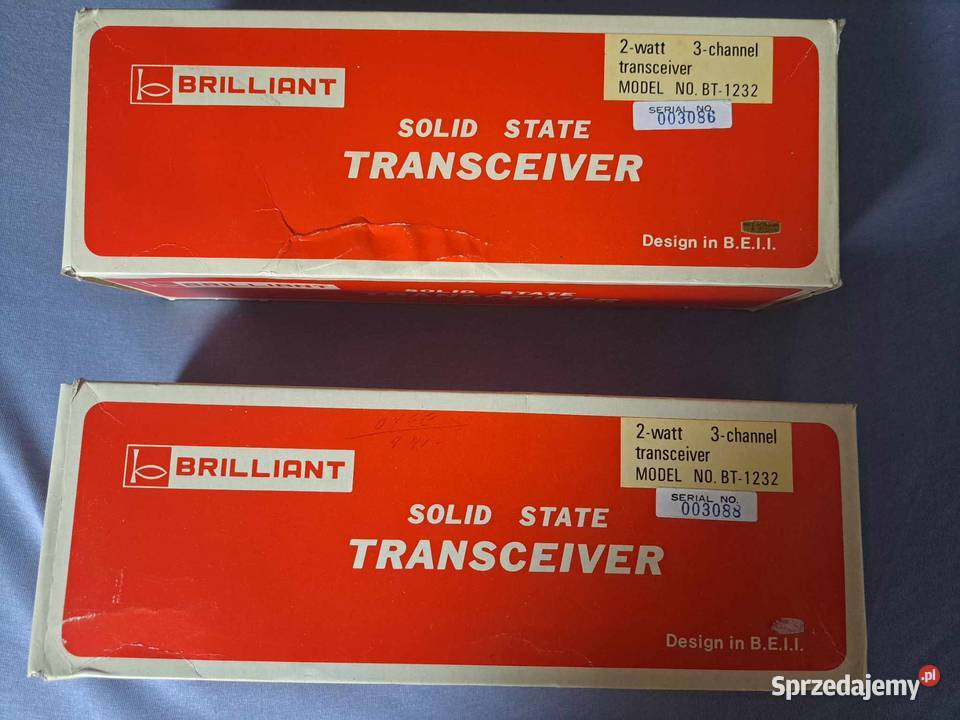 BRILLIANT
2-watt 3-channel
transceiver
MODEL NO. BT-1232
SERIAL NO.
003086
SOLID STATE
TRANSCEIVER
Design in B.E.I.I.
BRILLIANT
SOLID STATE
TRANSCEIVER
BRILLIANT
2-watt 3-channel
transceiver
MODEL NO. BT-1232
SERIAL NO.
003088
SOLID STATE
TRANSCEIVER
Design in B.E.I.I.
Sprzedajemy.pl